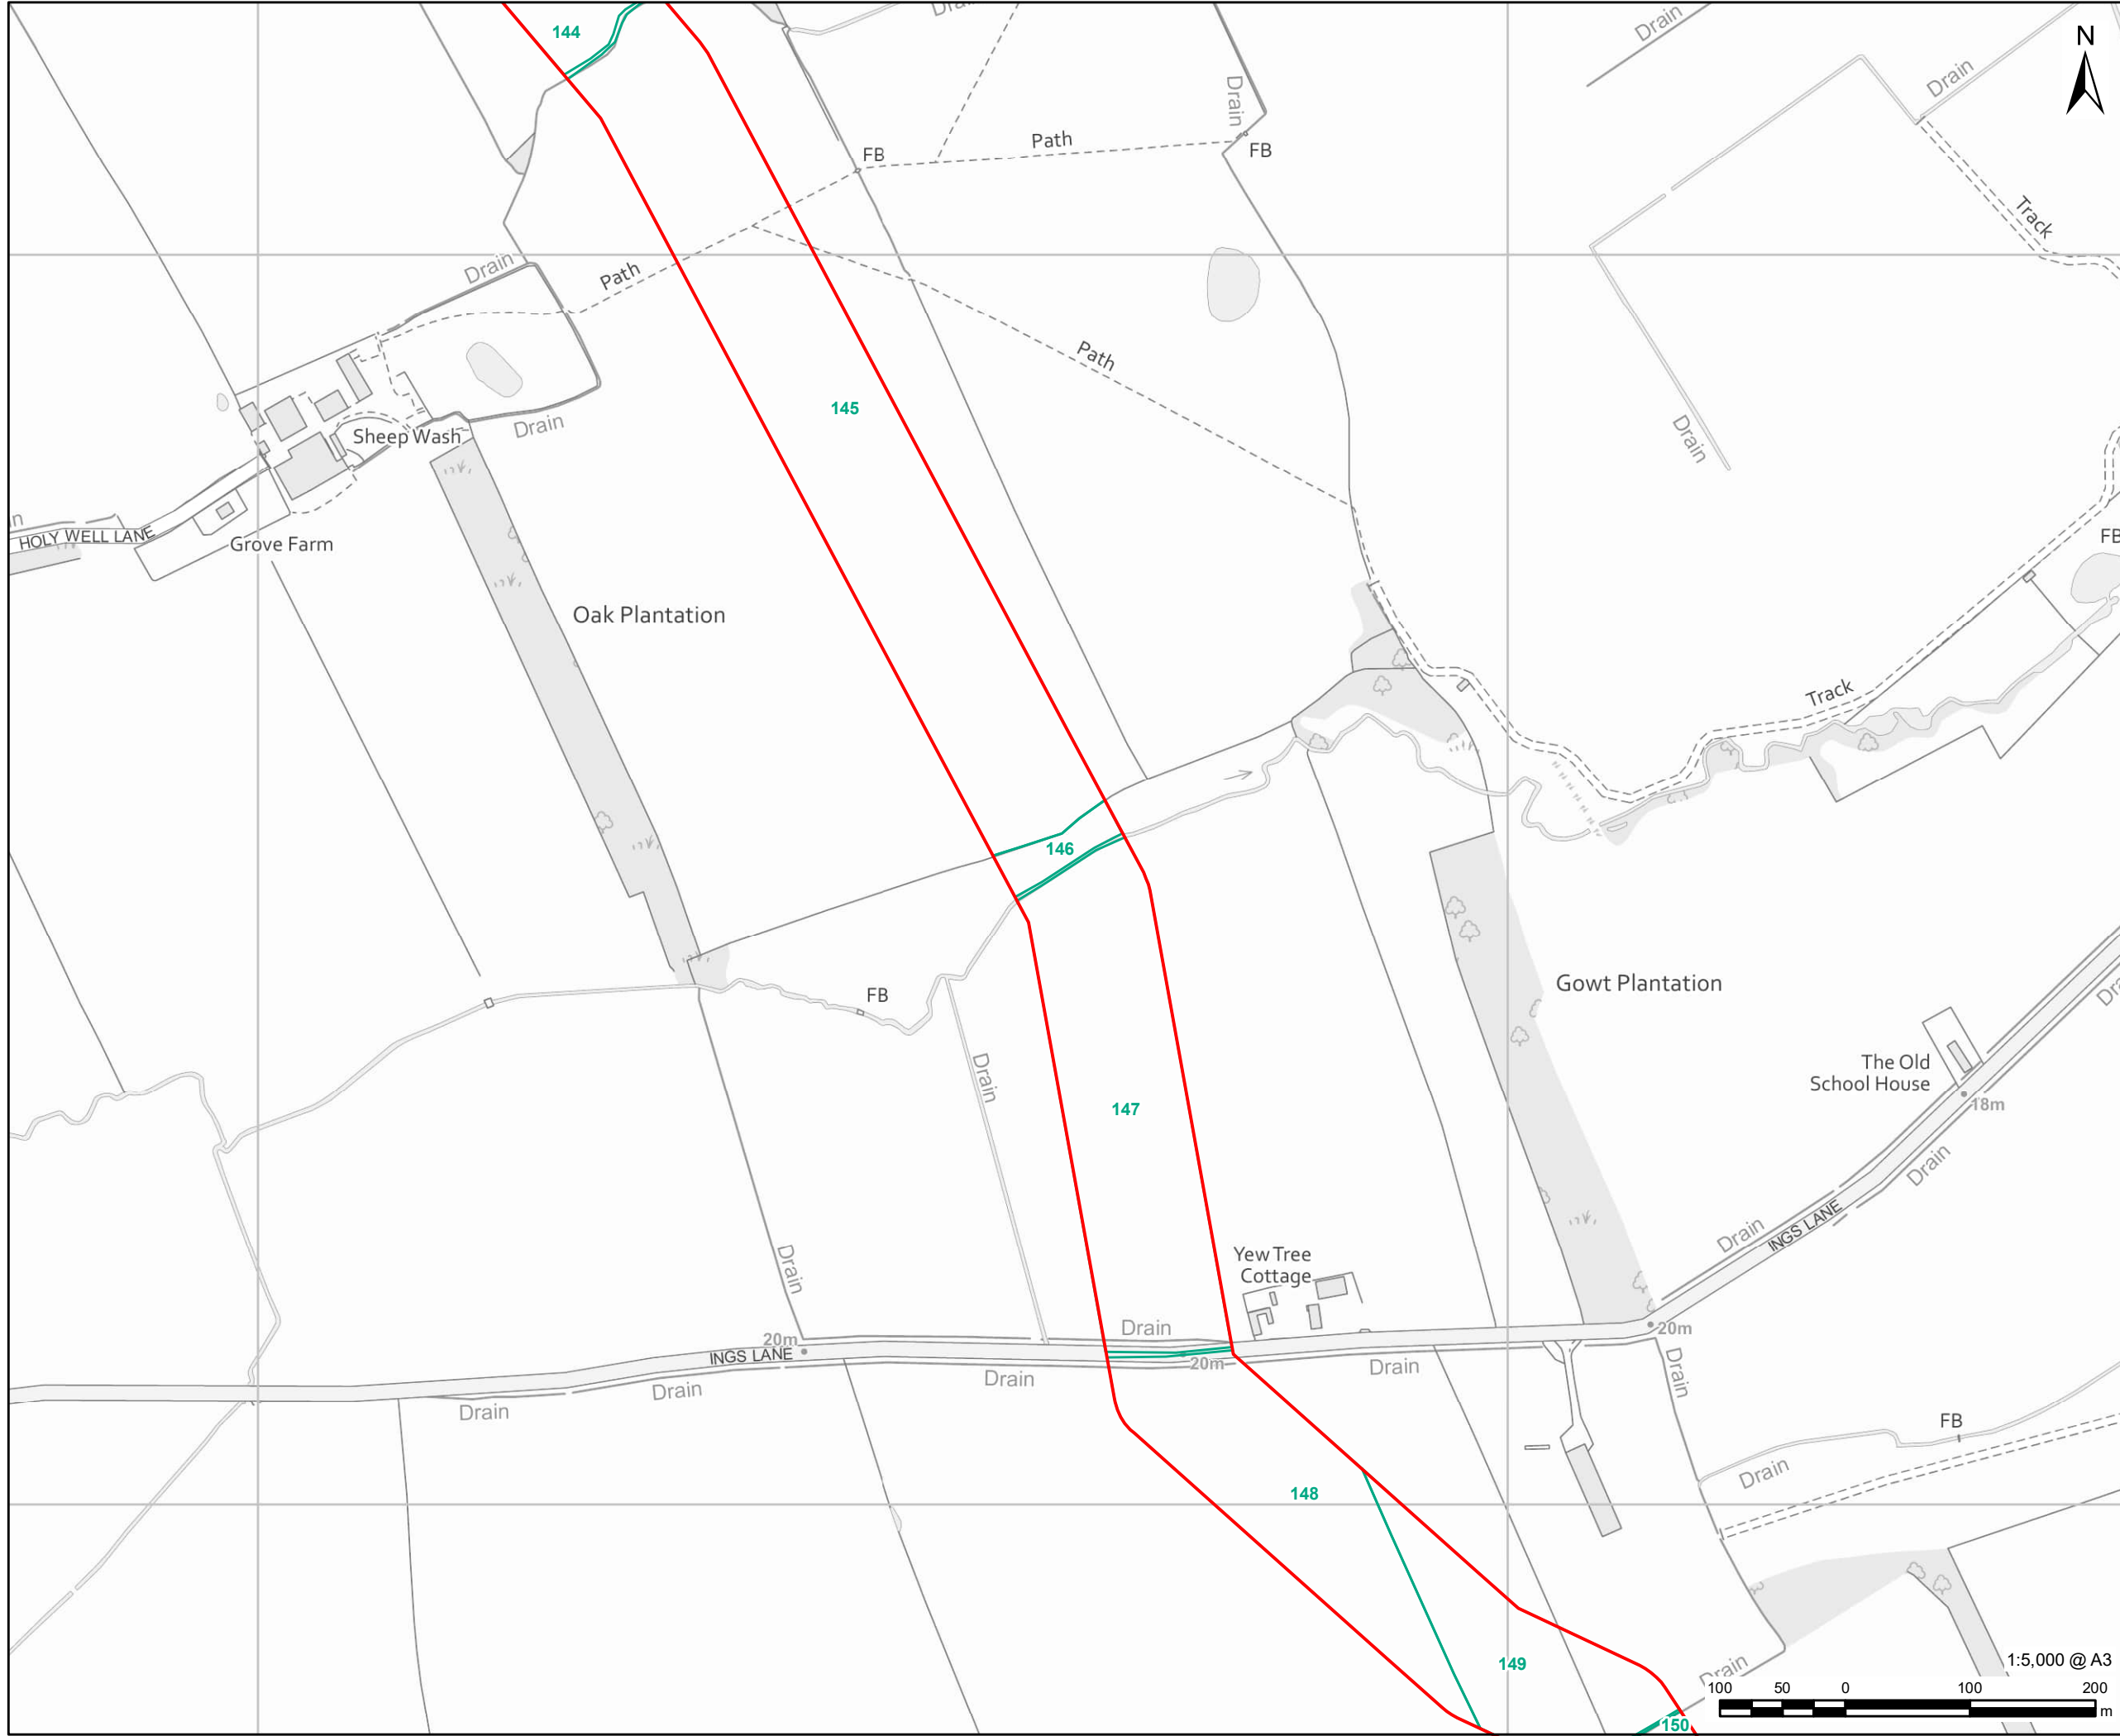 144
Drain
N
Drain
Drain
Drain
FB
Path
FB
Track
Drain
Path
Path
145
Drain
Sheep Wash
Drain
HOLY WELL LANE
Grove Farm
FB
Oak Plantation
Track
146
FB
Gowt Plantation
Drain
The Old
School House
18m
147
Drain
Drain
Drain
INGS LANE
Yew Tree
Cottage
Drain
20m
INGS LANE
Drain
20m
20m
Drain
Drain
Drain
Drain
Drain
FB
Drain
148
149
Drain
150
1:5,000 @ A3
100 50 0 100 200
m